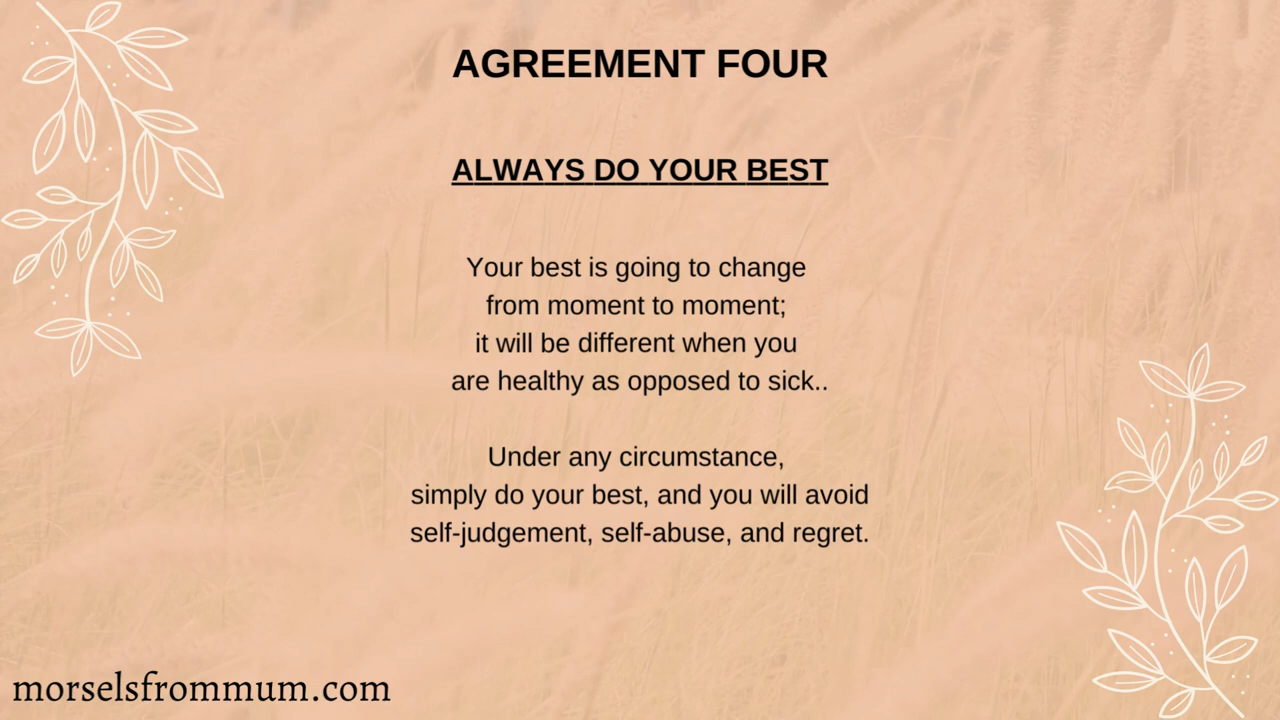 AGREEMENT FOUR
ALWAYS DO YOUR BEST
Your best is going to change
from moment to moment;
it will be different when you
are healthy as opposed to sick..
Under any circumstance,
simply do your best, and you will avoid
self-judgement, self-abuse, and regret.
morselsfrommum.com